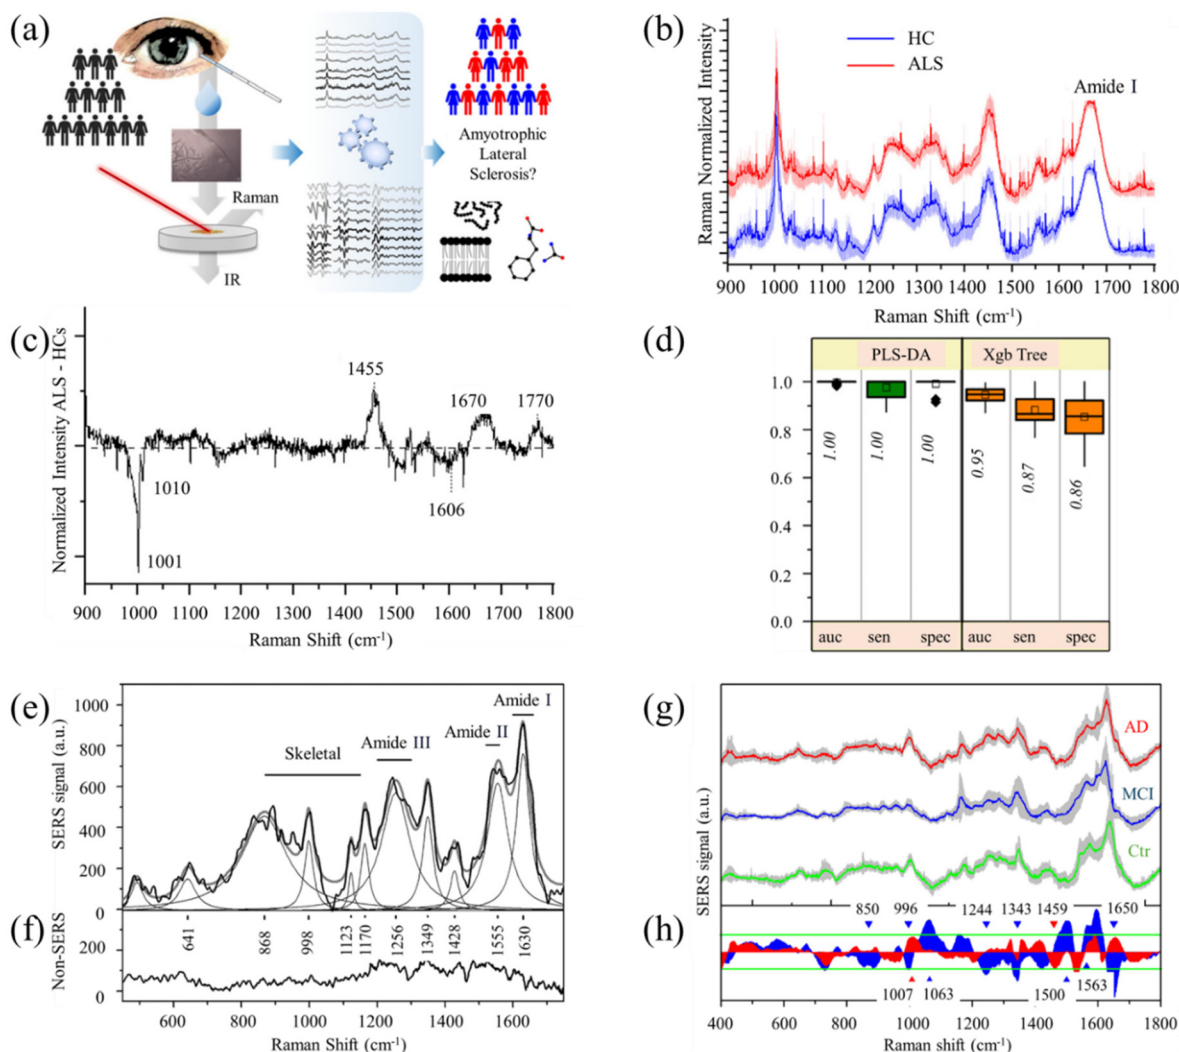 (a)
Raman
IR
Amyotrophic
Lateral
Sclerosis?
(b)
HC
ALS
Amide I
Raman Normalized Intensity
900 1000 1100 1200 1300 1400 1500 1600 1700 1800
Raman Shift (cm-1)
(c)
Normalized Intensity ALS - HCs
1455
1670
1770
1010
1606
1001
900 1000 1100 1200 1300 1400 1500 1600 1700 1800
Raman Shift (cm-1)
(d)
PLS-DA Xgb Tree
1.0
0.8
0.6
0.4
0.2
0.0
1.00 1.00 1.00 0.95 0.87 0.86
auc sen spec auc sen spec
(e)
SERS signal (a.u.)
1000
800
600
400
200
0
Skeletal
Amide III
Amide II
Amide I
(f)
Non-SERS
200
0
641 868 998 1123 1170 1256 1349 1428 1555 1630
600 800 1000 1200 1400 1600
Raman Shift (cm-1)
(g)
SERS signal (a.u.)
AD
MCI
Ctr
(h)
850 996 1244 1343 1459 1650
1007 1063 1500 1563
400 600 800 1000 1200 1400 1600 1800
Raman shift (cm-1)